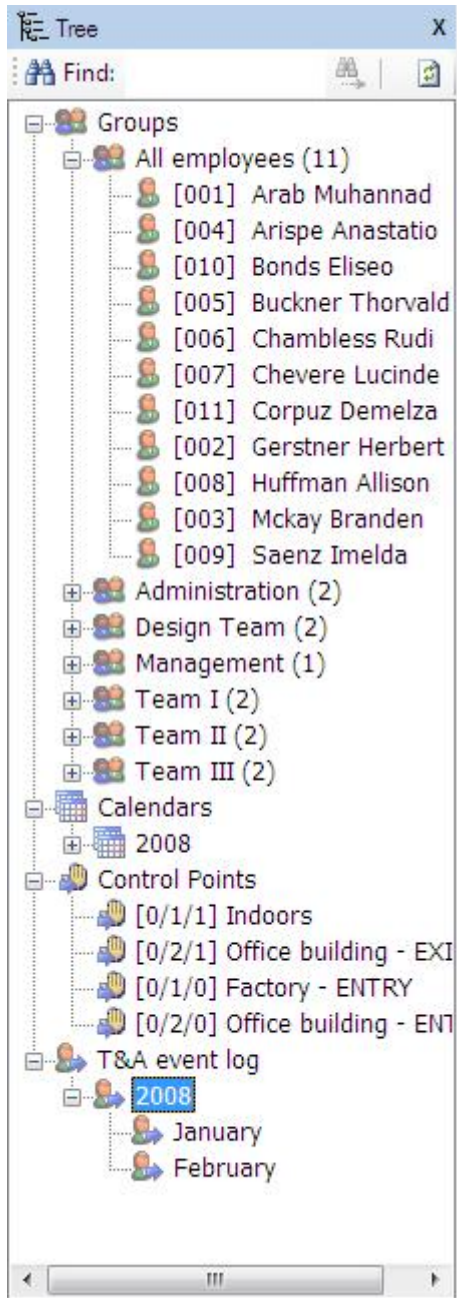 Tree X
Find:
Groups
All employees (11)
[001] Arab Muhannad
[004] Arispe Anastatio
[010] Bonds Eliseo
[005] Buckner Thorvald
[006] Chambless Rudi
[007] Chevere Lucinde
[011] Corpuz Demelza
[002] Gerstner Herbert
[008] Huffman Allison
[003] Mckay Branden
[009] Saenz Imelda
Administration (2)
Design Team (2)
Management (1)
Team I (2)
Team II (2)
Team III (2)
Calendars
2008
Control Points
[0/1/1] Indoors
[0/2/1] Office building - EXI
[0/1/0] Factory - ENTRY
[0/2/0] Office building - ENT
T&A event log
2008
January
February